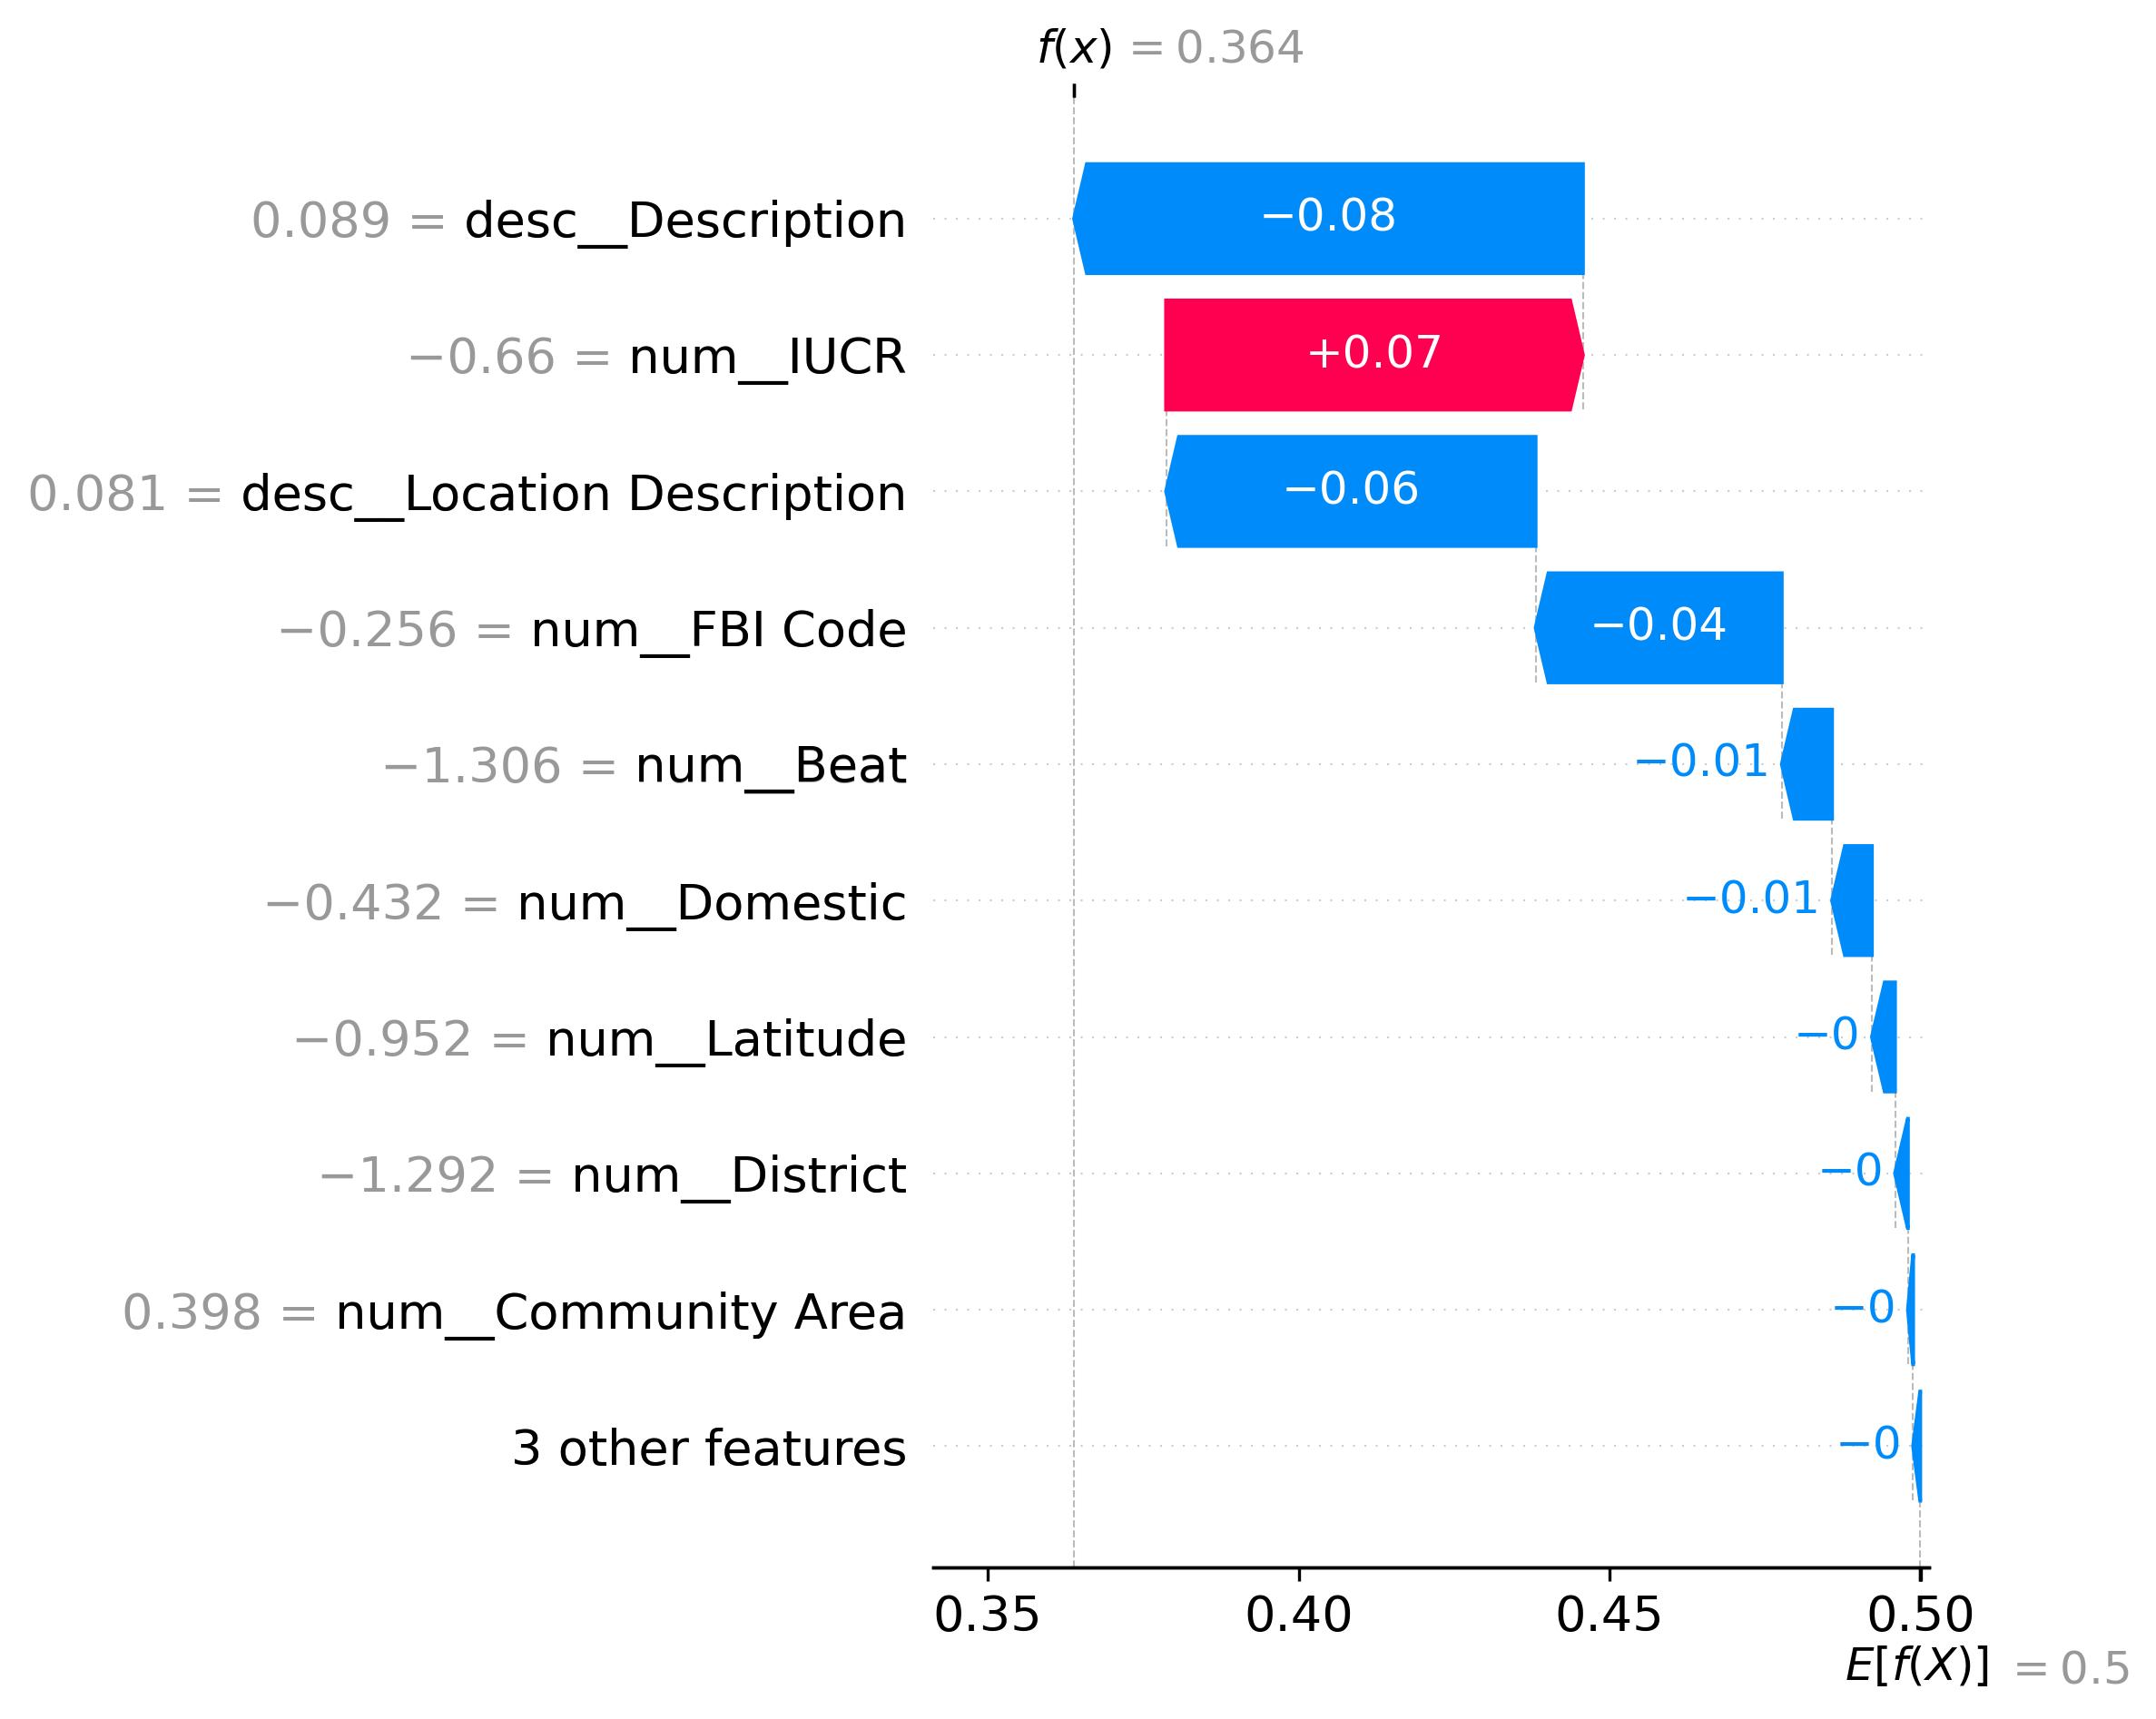 f(x) = 0.364
0.089 = desc__Description
−0.08
−0.66 = num__IUCR
+0.07
0.081 = desc__Location Description
−0.06
−0.256 = num__FBI Code
−0.04
−1.306 = num__Beat
−0.01
−0.432 = num__Domestic
−0.01
−0.952 = num__Latitude
−0
−1.292 = num__District
−0
0.398 = num__Community Area
−0
3 other features
−0
0.35 0.40 0.45 0.50
E[f(X)] = 0.5